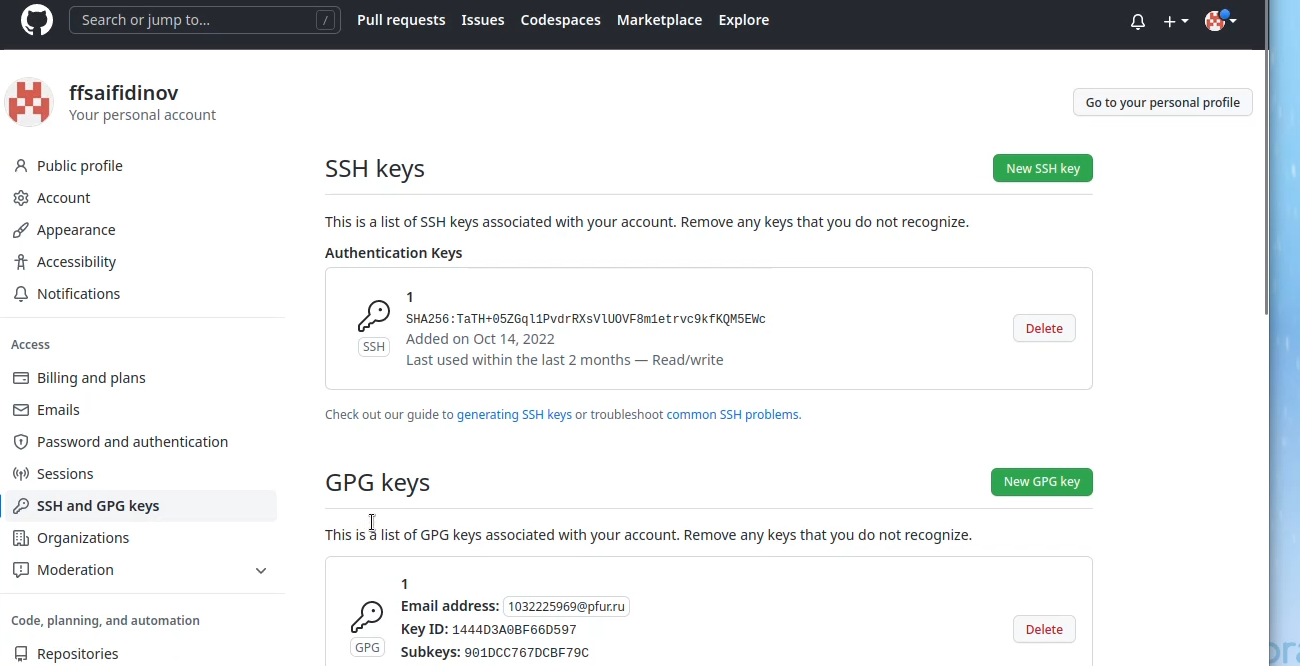 Search or jump to... /
Pull requests Issues Codespaces Marketplace Explore
ffsaifidinov
Your personal account
Go to your personal profile
Public profile
Account
Appearance
Accessibility
Notifications
Access
Billing and plans
Emails
Password and authentication
Sessions
SSH and GPG keys
Organizations
Moderation
Code, planning, and automation
Repositories
SSH keys
New SSH key
This is a list of SSH keys associated with your account. Remove any keys that you do not recognize.
Authentication Keys
1
SHA256:TaTH+05ZGql1PvdrRXsVlUOVF8m1etrvc9kfKQM5EWc
SSH
Added on Oct 14, 2022
Last used within the last 2 months — Read/write
Delete
Check out our guide to generating SSH keys or troubleshoot common SSH problems.
GPG keys
New GPG key
This is a list of GPG keys associated with your account. Remove any keys that you do not recognize.
1
Email address: 1032225969@pfur.ru
Key ID: 1444D3A0BF66D597
GPG
Subkeys: 901DCC767DCBF79C
Delete